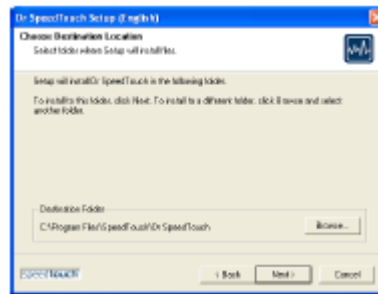 Dr SpeedTouch Setup (English)
Choose Destination Location
Select folder where Setup will install files.
Setup will install Dr SpeedTouch in the following folder.
To install to this folder, click Next. To install to a different folder, click Browse and select
another folder.
Destination Folder
C:\Program Files\SpeedTouch\Dr SpeedTouch
Browse...
speedtouch
< Back
Next >
Cancel